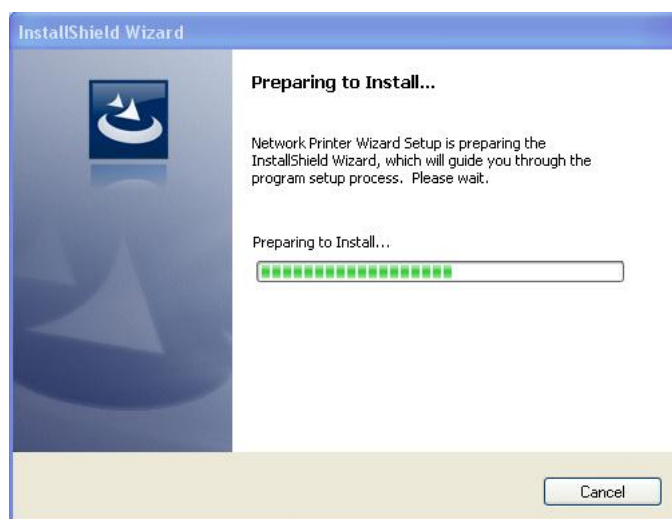 InstallShield Wizard
Preparing to Install...
Network Printer Wizard Setup is preparing the
InstallShield Wizard, which will guide you through the
program setup process.  Please wait.
Preparing to Install...
Cancel